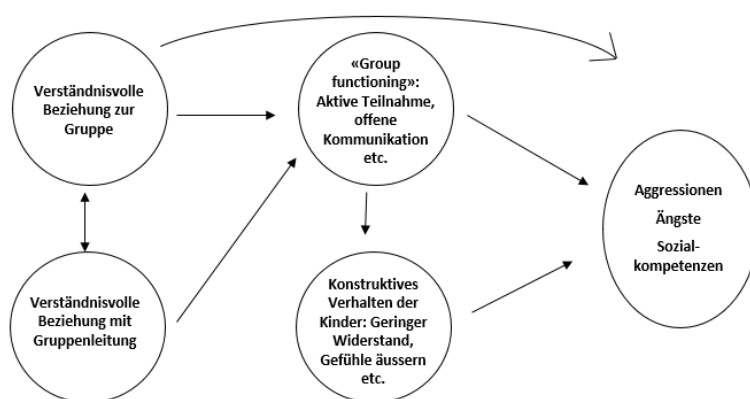 Verständnisvolle
Beziehung zur
Gruppe
«Group
functioning»:
Aktive Teilnahme,
offene
Kommunikation
etc.
Aggressionen
Ängste
Sozial-
kompetenzen
Verständnisvolle
Beziehung mit
Gruppenleitung
Konstruktives
Verhalten der
Kinder: Geringer
Widerstand,
Gefühle äussern
etc.